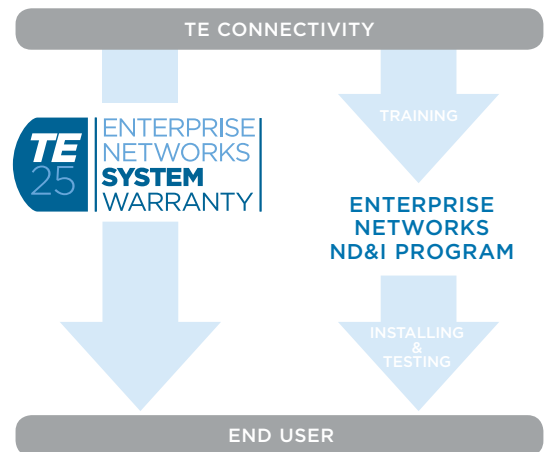 TE CONNECTIVITY
TE
25
ENTERPRISE
NETWORKS
SYSTEM
WARRANTY
TRAINING
ENTERPRISE
NETWORKS
ND&I PROGRAM
INSTALLING
&
TESTING
END USER